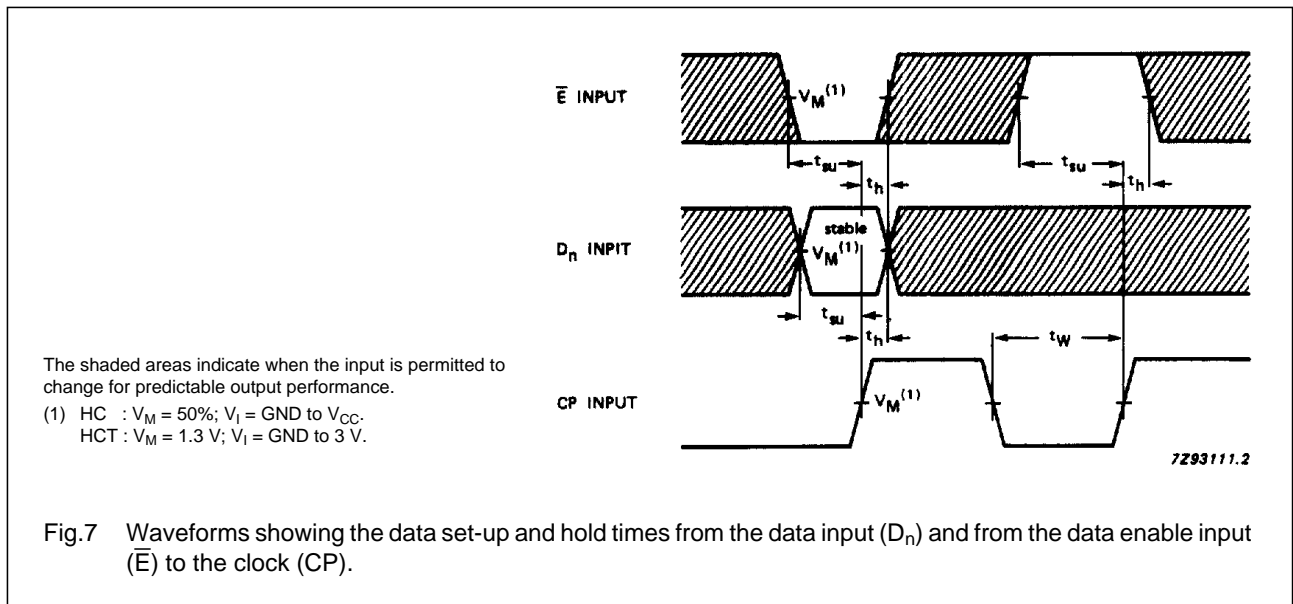 E̅ INPUT
V_M(1)
t_su
t_su
t_h
t_h
stable
D_n INPIT
V_M(1)
t_su
t_h
t_W
The shaded areas indicate when the input is permitted to
change for predictable output performance.
CP INPUT
V_M(1)
(1) HC : V_M = 50%; V_I = GND to V_CC.
HCT : V_M = 1.3 V; V_I = GND to 3 V.
7Z93111.2
Fig.7 Waveforms showing the data set-up and hold times from the data input (D_n) and from the data enable input
(E̅) to the clock (CP).